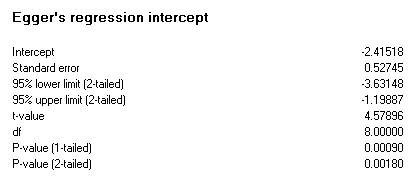 Egger's regression intercept
Intercept -2.41518
Standard error 0.52745
95% lower limit (2-tailed) -3.63148
95% upper limit (2-tailed) -1.19887
t-value 4.57896
df 8.00000
P-value (1-tailed) 0.00090
P-value (2-tailed) 0.00180